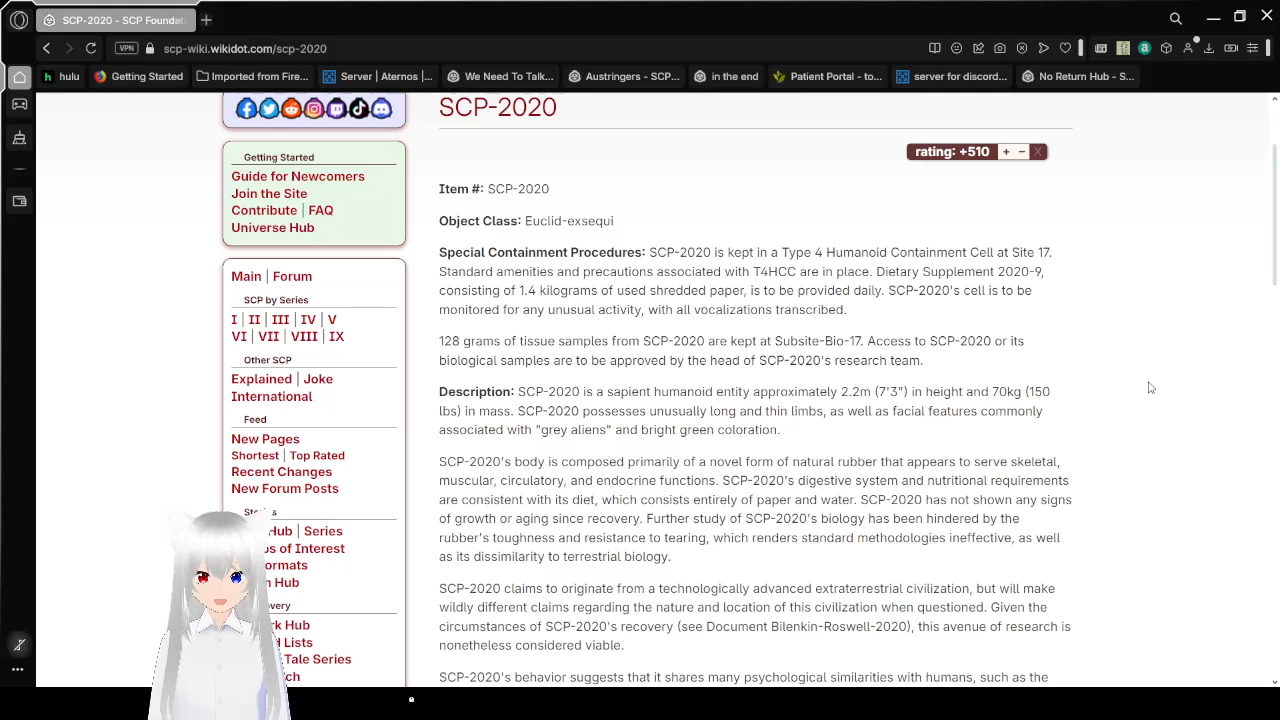 SCP-2020 - SCP Foundat
VPN
scp-wiki.wikidot.com/scp-2020
hulu
Getting Started
Imported from Fire...
Server | Aternos |...
We Need To Talk...
Austringers - SCP...
in the end
Patient Portal - to...
server for discord...
No Return Hub - S...
Getting Started
Guide for Newcomers
Join the Site
Contribute | FAQ
Universe Hub
Main | Forum
SCP by Series
I | II | III | IV | V
VI | VII | VIII | IX
Other SCP
Explained | Joke
International
Feed
New Pages
Shortest | Top Rated
Recent Changes
New Forum Posts
Hub | Series
of Interest
Hub
Hub
Lists
Tale Series
SCP-2020
rating: +510 + – X
Item #: SCP-2020
Object Class: Euclid-exsequi
Special Containment Procedures: SCP-2020 is kept in a Type 4 Humanoid Containment Cell at Site 17.
Standard amenities and precautions associated with T4HCC are in place. Dietary Supplement 2020-9,
consisting of 1.4 kilograms of used shredded paper, is to be provided daily. SCP-2020's cell is to be
monitored for any unusual activity, with all vocalizations transcribed.
128 grams of tissue samples from SCP-2020 are kept at Subsite-Bio-17. Access to SCP-2020 or its
biological samples are to be approved by the head of SCP-2020's research team.
Description: SCP-2020 is a sapient humanoid entity approximately 2.2m (7'3") in height and 70kg (150
lbs) in mass. SCP-2020 possesses unusually long and thin limbs, as well as facial features commonly
associated with "grey aliens" and bright green coloration.
SCP-2020's body is composed primarily of a novel form of natural rubber that appears to serve skeletal,
muscular, circulatory, and endocrine functions. SCP-2020's digestive system and nutritional requirements
are consistent with its diet, which consists entirely of paper and water. SCP-2020 has not shown any signs
of growth or aging since recovery. Further study of SCP-2020's biology has been hindered by the
rubber's toughness and resistance to tearing, which renders standard methodologies ineffective, as well
as its dissimilarity to terrestrial biology.
SCP-2020 claims to originate from a technologically advanced extraterrestrial civilization, but will make
wildly different claims regarding the nature and location of this civilization when questioned. Given the
circumstances of SCP-2020's recovery (see Document Bilenkin-Roswell-2020), this avenue of research is
nonetheless considered viable.
SCP-2020's behavior suggests that it shares many psychological similarities with humans, such as the